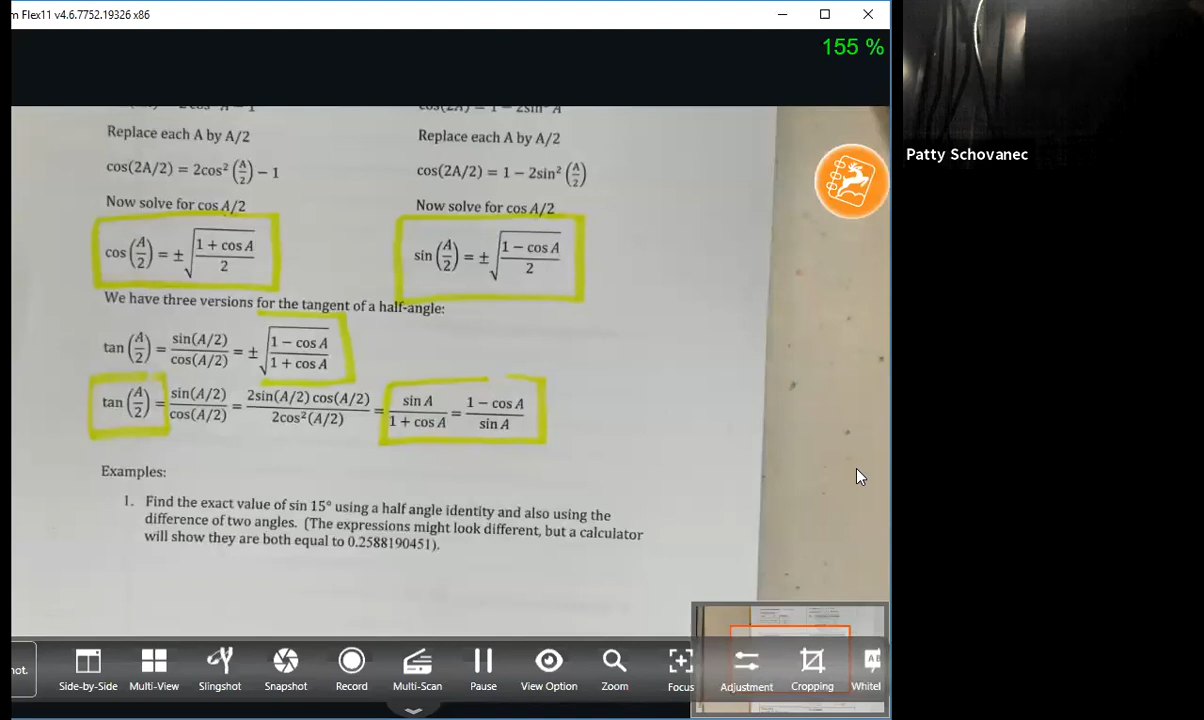 m Flex11 v4.6.7752.19326 x86
155 %
Patty Schovanec
cos(2A) = 1 − 2sin² A
Replace each A by A/2
Replace each A by A/2
cos(2A/2) = 2cos² (A/2) − 1
cos(2A/2) = 1 − 2sin² (A/2)
Now solve for cos A/2
Now solve for cos A/2
cos (A/2) = ± √((1 + cos A)/2)
sin (A/2) = ± √((1 − cos A)/2)
We have three versions for the tangent of a half-angle:
tan (A/2) = sin(A/2)/cos(A/2) = ± √((1 − cos A)/(1 + cos A))
tan (A/2) = sin(A/2)/cos(A/2) = 2sin(A/2) cos(A/2)/2cos²(A/2) = sin A/(1 + cos A) = (1 − cos A)/sin A
Examples:
1. Find the exact value of sin 15° using a half angle identity and also using the
difference of two angles. (The expressions might look different, but a calculator
will show they are both equal to 0.2588190451).
not.
Side-by-Side
Multi-View
Slingshot
Snapshot
Record
Multi-Scan
Pause
View Option
Zoom
Focus
Adjustment
Cropping
Whitel